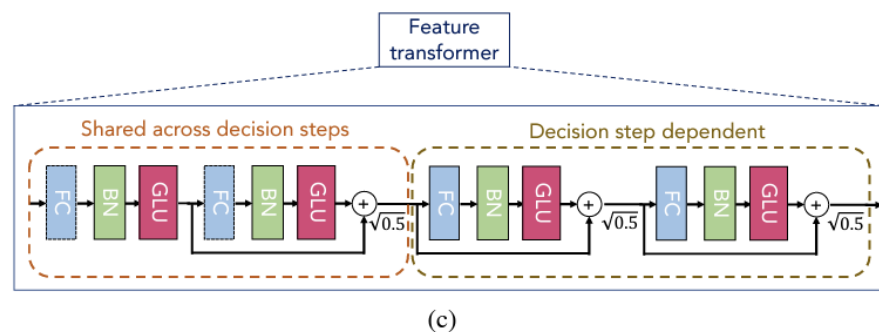 Feature
transformer
Shared across decision steps
Decision step dependent
FC
BN
GLU
FC
BN
GLU
+
√0.5
FC
BN
GLU
+
√0.5
FC
BN
GLU
+
√0.5
(c)